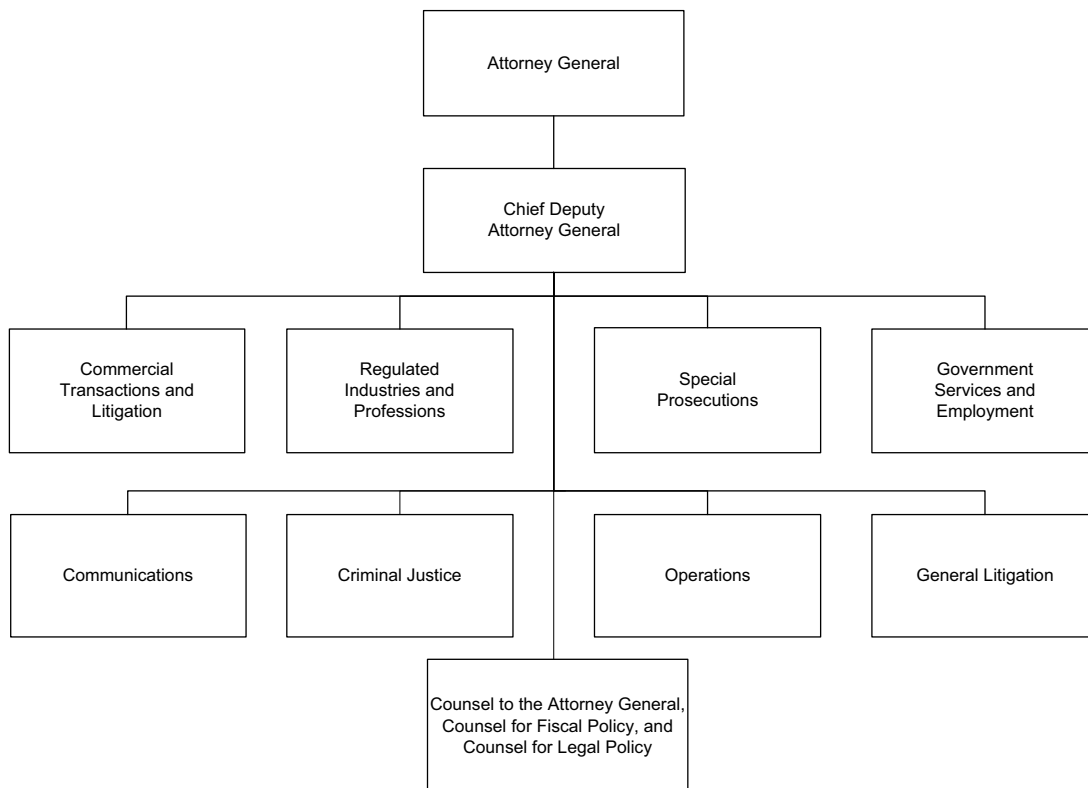 Attorney General
Chief Deputy
Attorney General
Commercial
Transactions and
Litigation
Regulated
Industries and
Professions
Special
Prosecutions
Government
Services and
Employment
Communications
Criminal Justice
Operations
General Litigation
Counsel to the Attorney General,
Counsel for Fiscal Policy, and
Counsel for Legal Policy